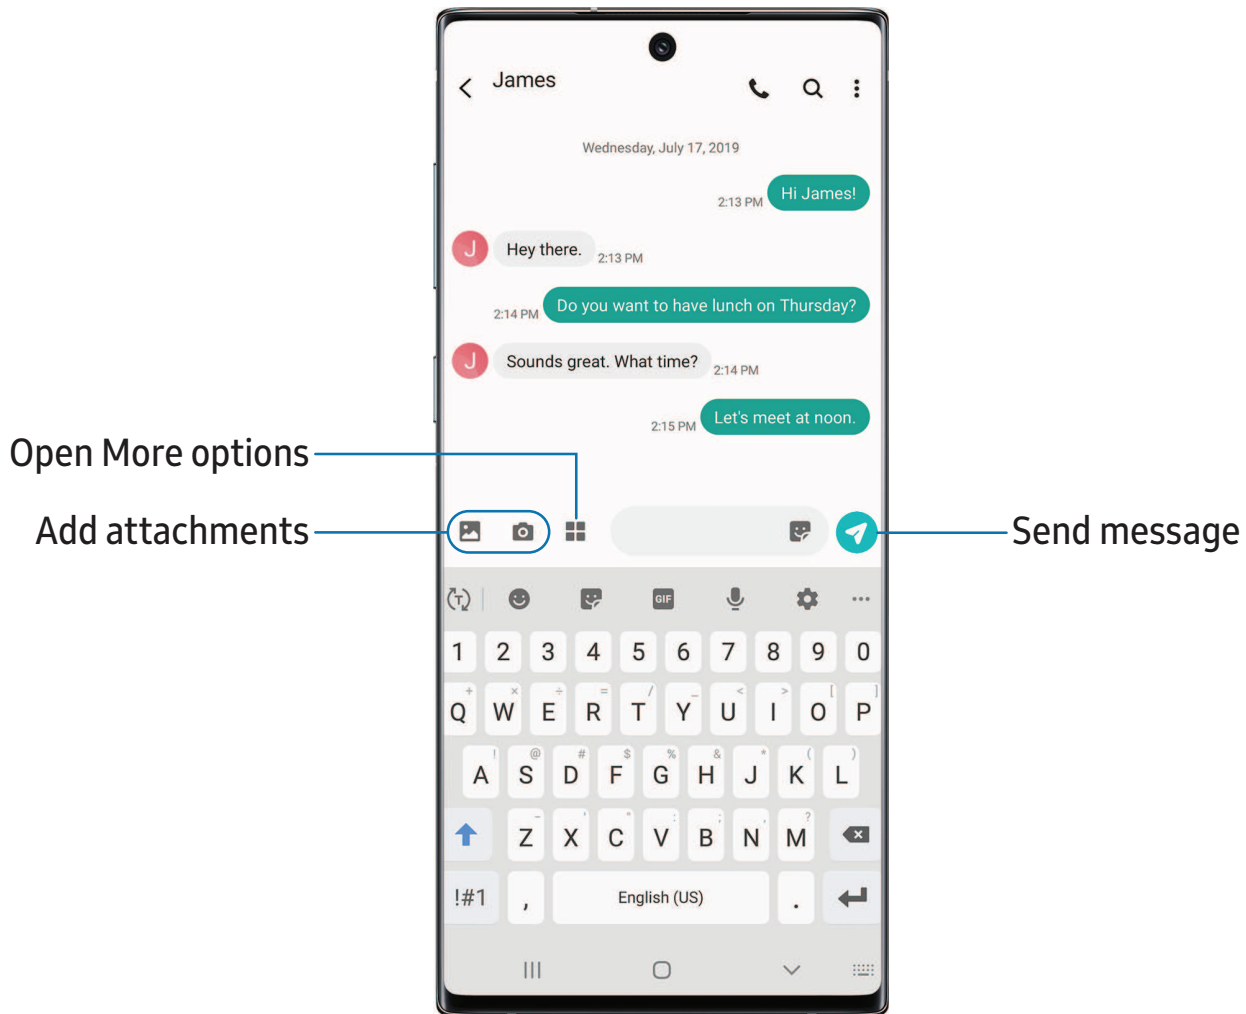 James
Wednesday, July 17, 2019
2:13 PM Hi James!
J Hey there. 2:13 PM
2:14 PM Do you want to have lunch on Thursday?
J Sounds great. What time? 2:14 PM
2:15 PM Let's meet at noon.
Open More options
Add attachments
Send message
T GIF
1 2 3 4 5 6 7 8 9 0
+ × ÷ = / _ < > [ ]
Q W E R T Y U I O P
! @ # $ % & * ( )
A S D F G H J K L
- ' " : ; , ?
Z X C V B N M
!#1 , English (US) .